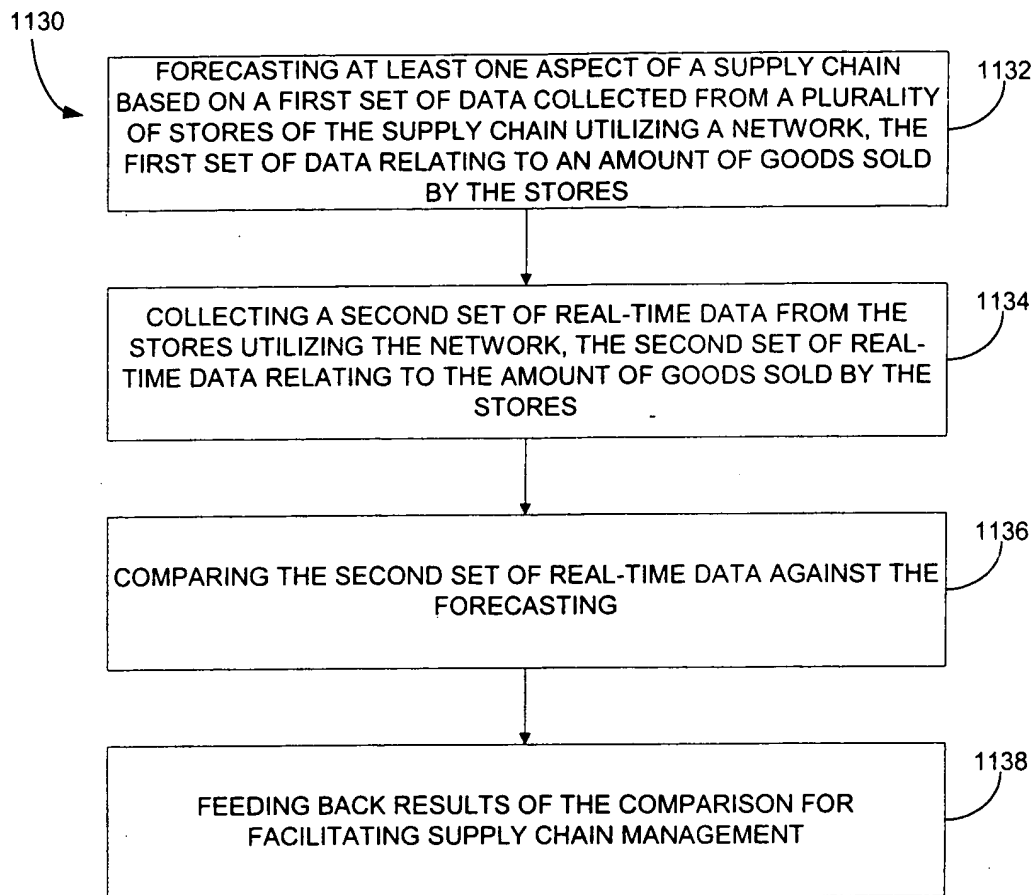 1130
FORECASTING AT LEAST ONE ASPECT OF A SUPPLY CHAIN
BASED ON A FIRST SET OF DATA COLLECTED FROM A PLURALITY
OF STORES OF THE SUPPLY CHAIN UTILIZING A NETWORK, THE
FIRST SET OF DATA RELATING TO AN AMOUNT OF GOODS SOLD
BY THE STORES
1132
COLLECTING A SECOND SET OF REAL-TIME DATA FROM THE
STORES UTILIZING THE NETWORK, THE SECOND SET OF REAL-
TIME DATA RELATING TO THE AMOUNT OF GOODS SOLD BY THE
STORES
1134
COMPARING THE SECOND SET OF REAL-TIME DATA AGAINST THE
FORECASTING
1136
FEEDING BACK RESULTS OF THE COMPARISON FOR
FACILITATING SUPPLY CHAIN MANAGEMENT
1138